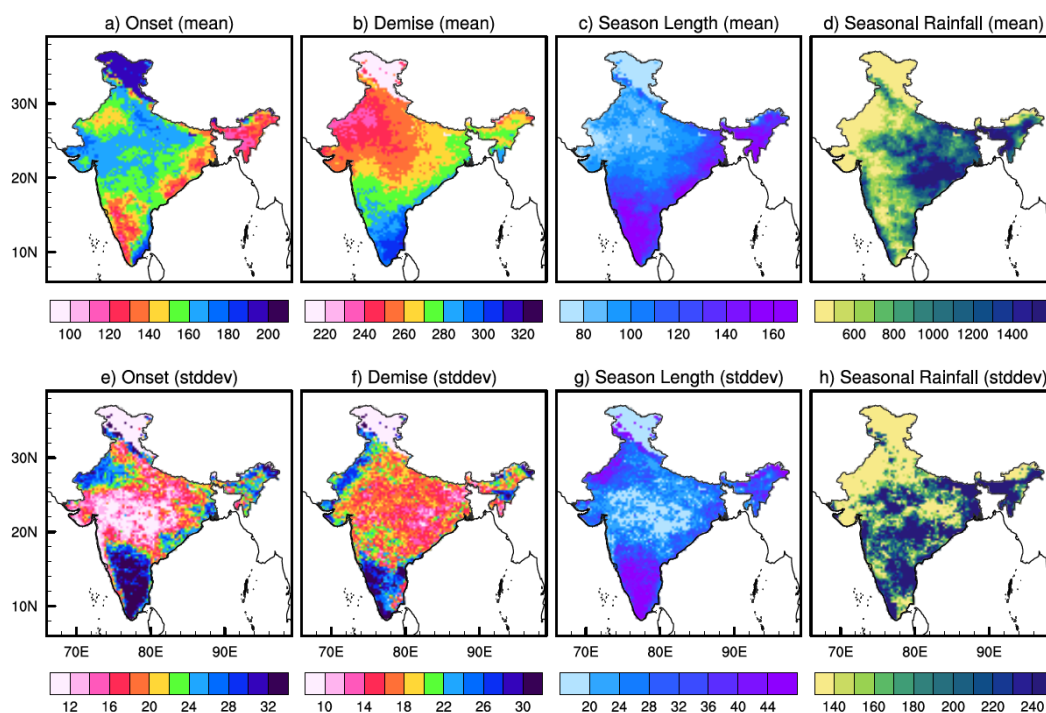 a) Onset (mean) b) Demise (mean) c) Season Length (mean) d) Seasonal Rainfall (mean)
30N
20N
10N
100 120 140 160 180 200 220 240 260 280 300 320 80 100 120 140 160 600 1000 1400
e) Onset (stddev) f) Demise (stddev) g) Season Length (stddev) h) Seasonal Rainfall (stddev)
30N
20N
10N
70E 80E 90E 70E 80E 90E 70E 80E 90E 70E 80E 90E
12 16 20 24 28 32 10 14 18 22 26 30 20 24 28 32 36 40 44 140 160 180 200 220 240